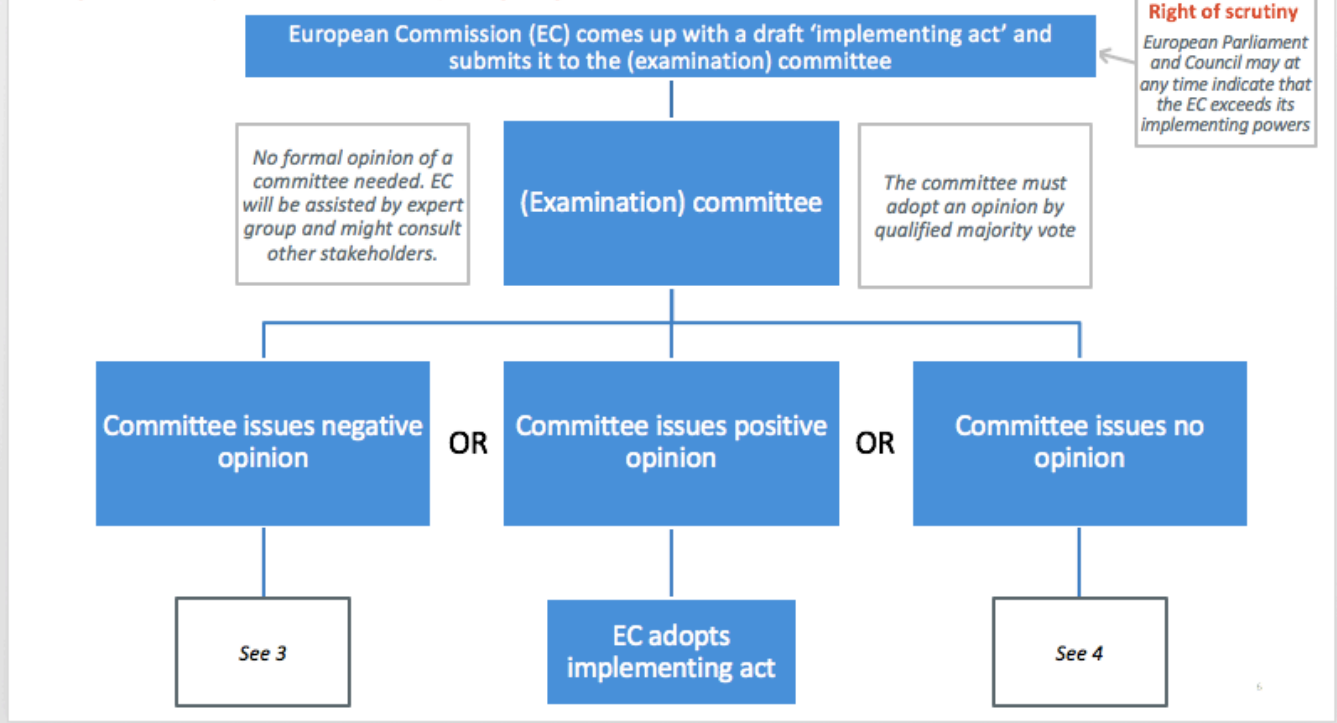 European Commission (EC) comes up with a draft ‘implementing act’ and
submits it to the (examination) committee
Right of scrutiny
European Parliament
and Council may at
any time indicate that
the EC exceeds its
implementing powers
No formal opinion of a
committee needed. EC
will be assisted by expert
group and might consult
other stakeholders.
(Examination) committee
The committee must
adopt an opinion by
qualified majority vote
Committee issues negative
opinion
OR
Committee issues positive
opinion
OR
Committee issues no
opinion
See 3
EC adopts
implementing act
See 4
6